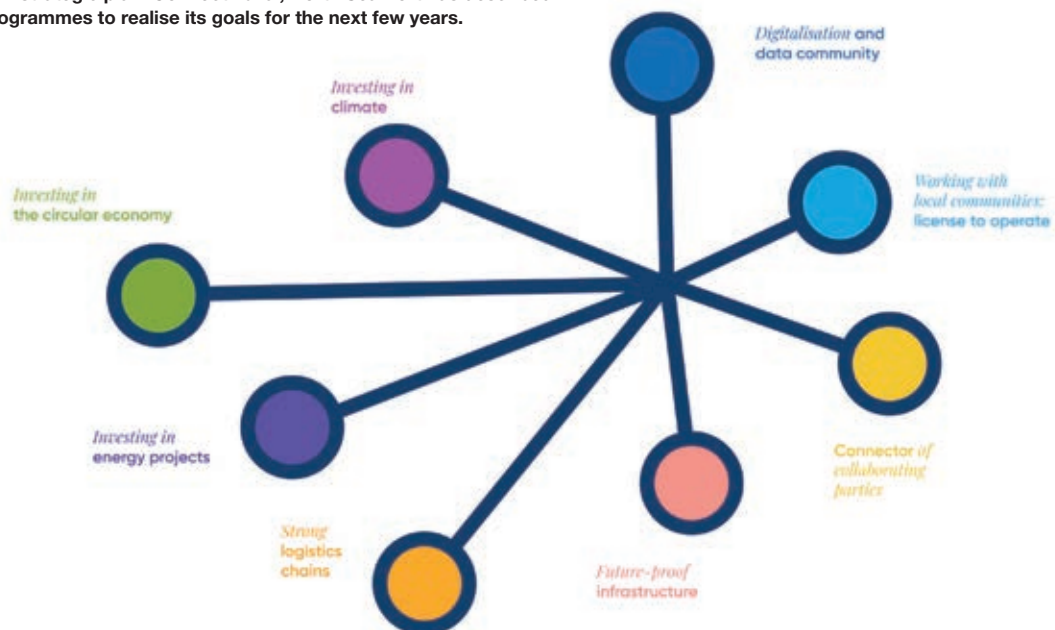 programmes to realise its goals for the next few years.
Digitalisation and
data community
Investing in
climate
Working with
local communities:
license to operate
Investing in
the circular economy
Connector of
collaborating
parties
Investing in
energy projects
Strong
logistics
chains
Future-proof
infrastructure